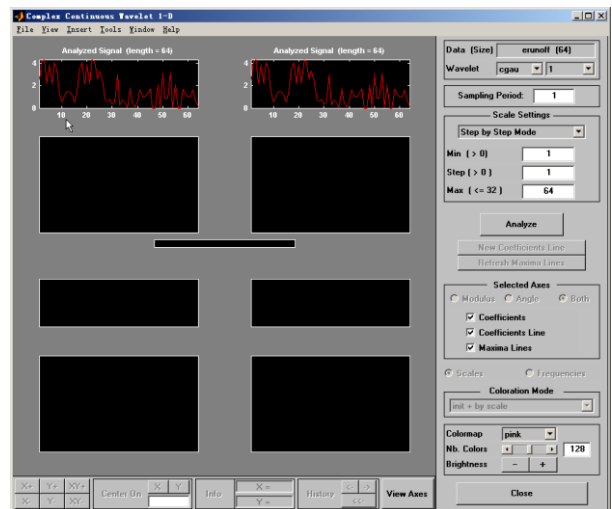 Complex Continuous Wavelet 1-D
File View Insert Tools Window Help
Analyzed Signal (length = 64)
4
2
0
10 20 30 40 50 60
Analyzed Signal (length = 64)
4
2
0
10 20 30 40 50 60
Data (Size) erunoff (64)
Wavelet cgau 1
Sampling Period: 1
Scale Settings
Step by Step Mode
Min ( > 0) 1
Step ( > 0 ) 1
Max ( <= 32 ) 64
Analyze
New Coefficients Line
Refresh Maxima Lines
Selected Axes
Modulus Angle Both
Coefficients
Coefficients Line
Maxima Lines
Scales Frequencies
Coloration Mode
init + by scale
Colormap pink
Nb. Colors 128
Brightness - +
X+ Y+ XY+
X- Y- XY-
Center On X Y
Info X =
Y =
History <- ->
<<-
View Axes
Close